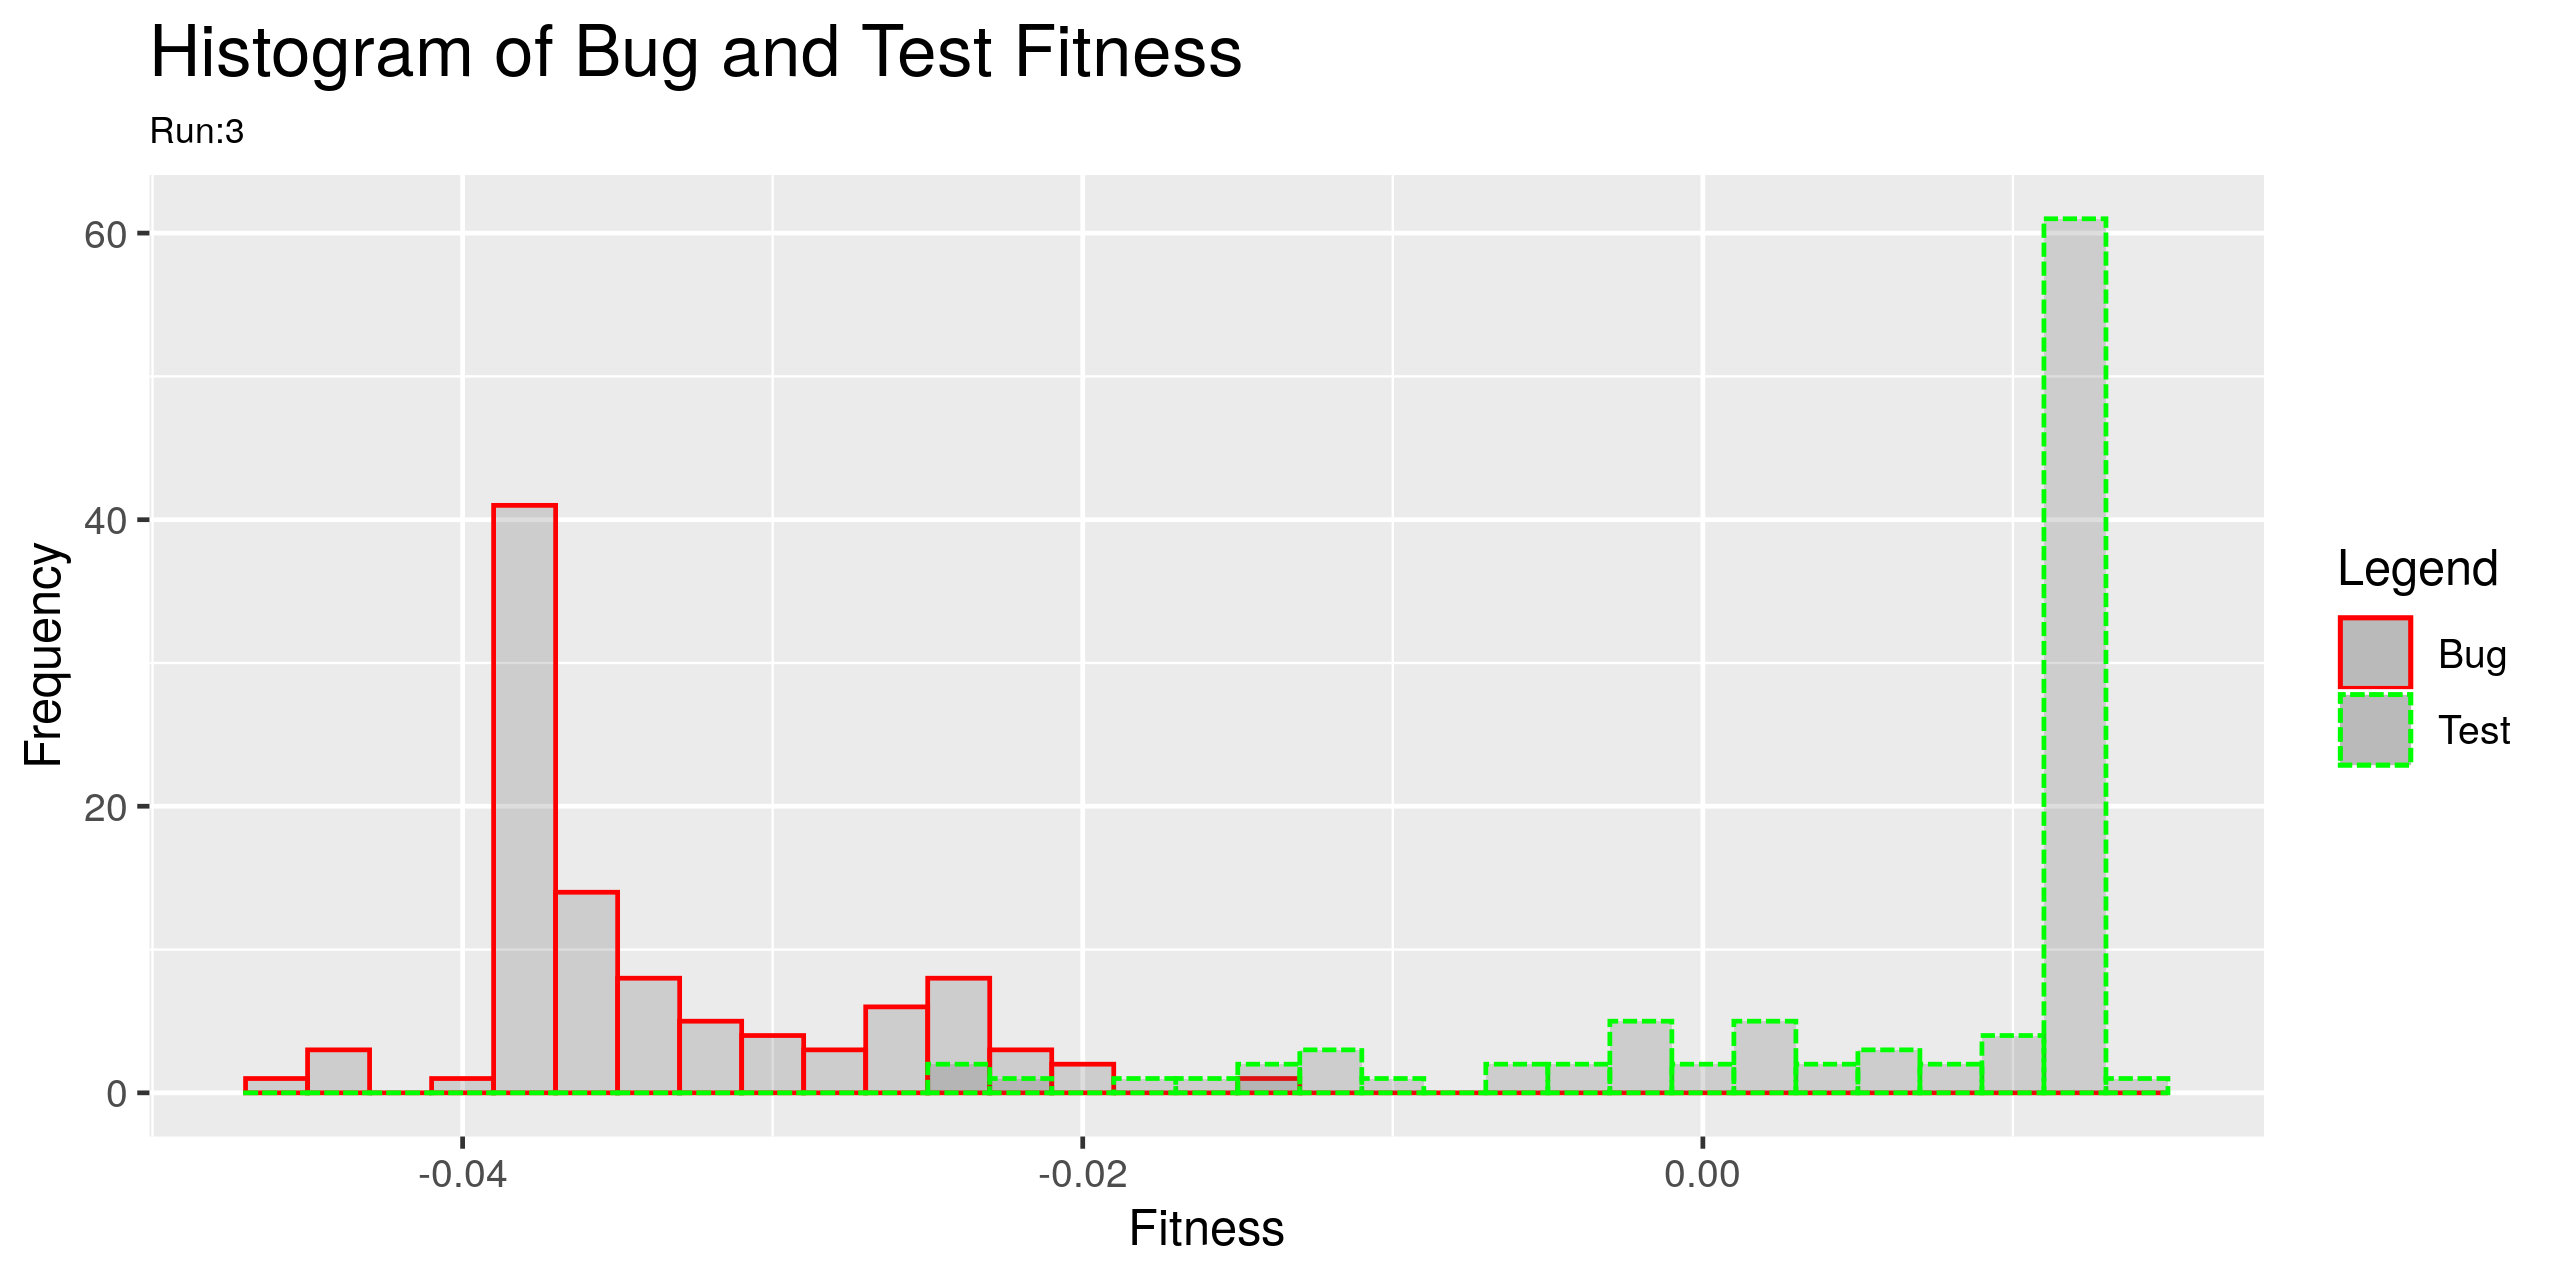 Histogram of Bug and Test Fitness
Run:3
Frequency
60
40
20
0
-0.04
-0.02
0.00
Fitness
Legend
Bug
Test